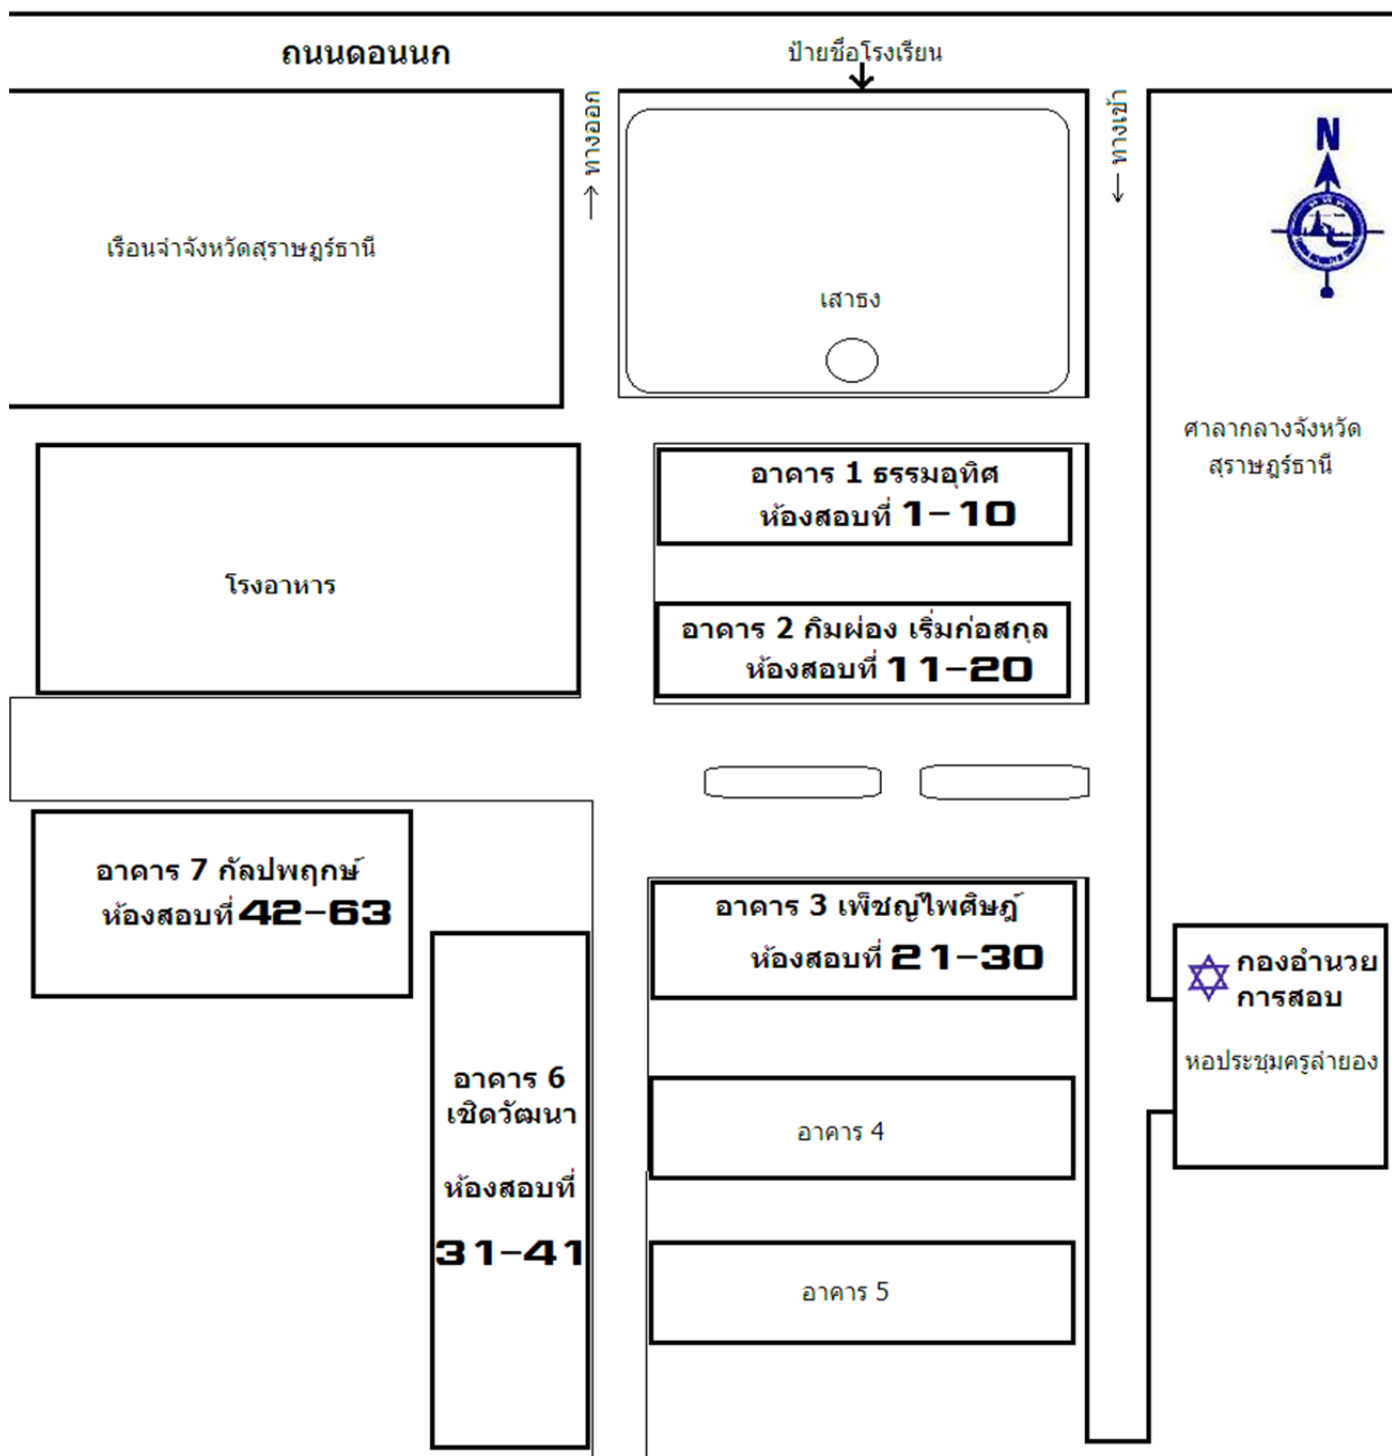 ถนนดอนนก
ป้ายชื่อโรงเรียน
→ ทางออก
← ทางเข้า
N
เรือนจำจังหวัดสุราษฎร์ธานี
เสาธง
ศาลากลางจังหวัด
สุราษฎร์ธานี
อาคาร 1 ธรรมอุทิศ
ห้องสอบที่ 1-10
โรงอาหาร
อาคาร 2 กิมผ่อง เริ่มก่อสกุล
ห้องสอบที่ 11-20
อาคาร 7 กัลปพฤกษ์
ห้องสอบที่ 42-63
อาคาร 3 เพ็ชญ์ไพศิษฎ์
ห้องสอบที่ 21-30
กองอำนวย
การสอบ
หอประชุมครูลำยอง
อาคาร 6
เชิดวัฒนา
ห้องสอบที่
31-41
อาคาร 4
อาคาร 5